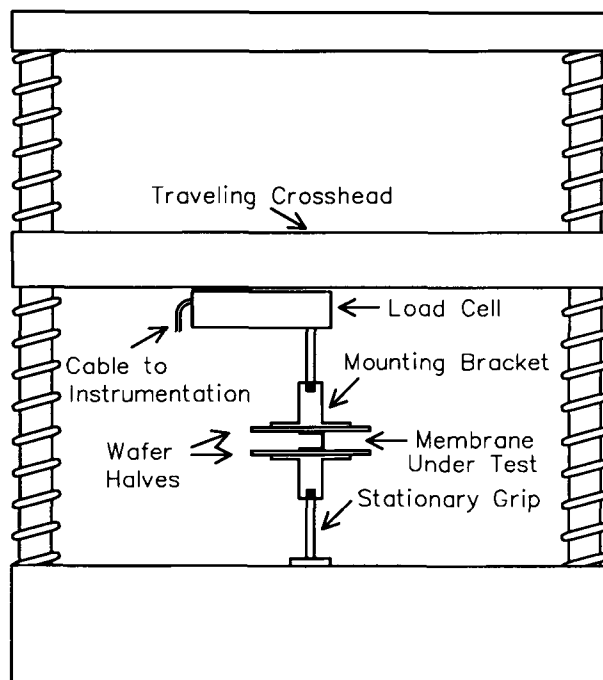 Traveling Crosshead
Load Cell
Cable to
Instrumentation
Mounting Bracket
Wafer
Halves
Membrane
Under Test
Stationary Grip